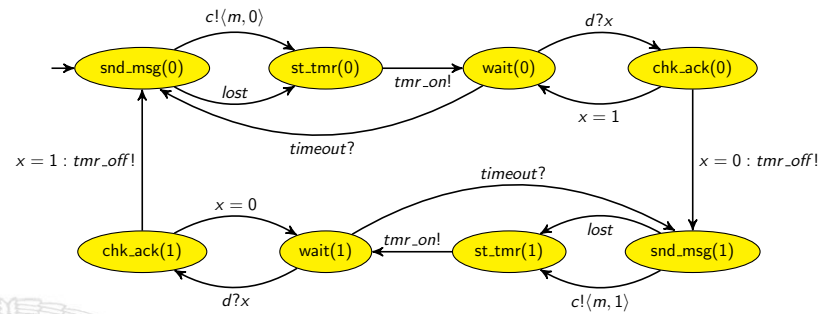 c!⟨m, 0⟩
d?x
snd_msg(0)
st_tmr(0)
wait(0)
chk_ack(0)
tmr_on!
lost
x = 1
timeout?
x = 1 : tmr_off!
x = 0 : tmr_off!
timeout?
x = 0
lost
tmr_on!
chk_ack(1)
wait(1)
st_tmr(1)
snd_msg(1)
d?x
c!⟨m, 1⟩